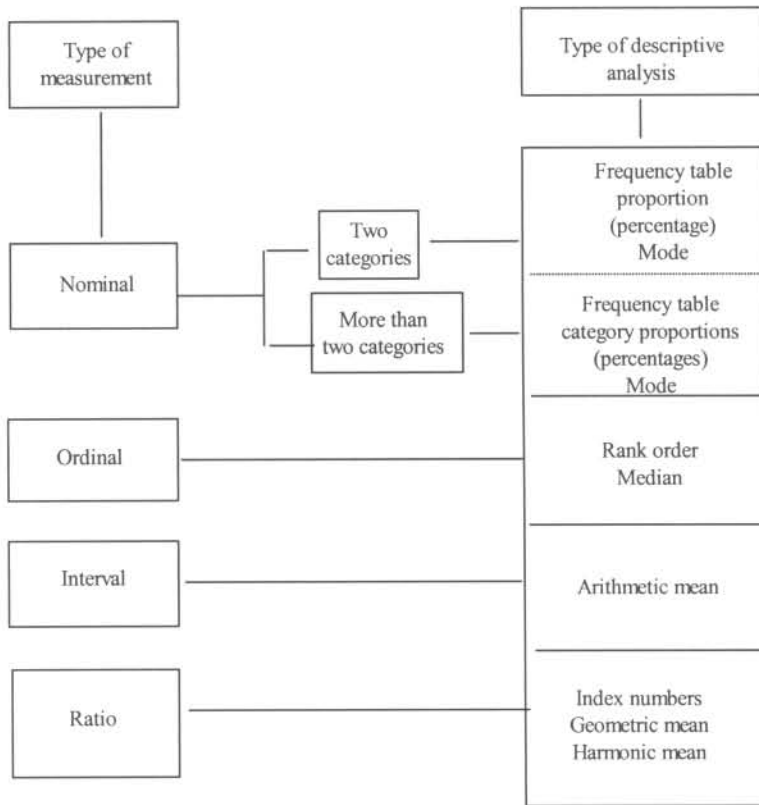 Type of
measurement
Type of descriptive
analysis
Frequency table
proportion
(percentage)
Mode
Two
categories
Nominal
More than
two categories
Frequency table
category proportions
(percentages)
Mode
Ordinal
Rank order
Median
Interval
Arithmetic mean
Ratio
Index numbers
Geometric mean
Harmonic mean